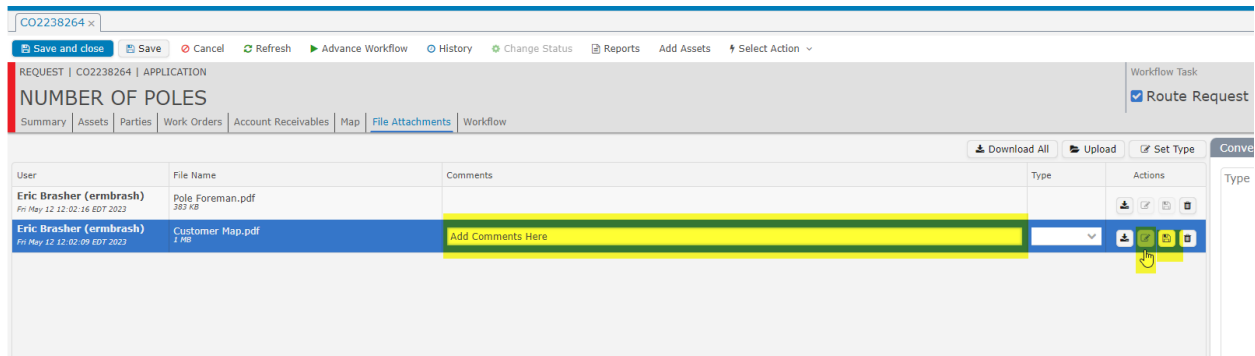 CO2238264 ×
Save and close Save Cancel Refresh Advance Workflow History Change Status Reports Add Assets Select Action
REQUEST | CO2238264 | APPLICATION
Workflow Task
NUMBER OF POLES
Route Request
Summary Assets Parties Work Orders Account Receivables Map File Attachments Workflow
Download All Upload Set Type Conve
User File Name Comments Type Actions
Type
Eric Brasher (ermbrash) Pole Foreman.pdf
Fri May 12 12:02:16 EDT 2023 383 KB
Eric Brasher (ermbrash) Customer Map.pdf Add Comments Here
Fri May 12 12:02:09 EDT 2023 1 MB